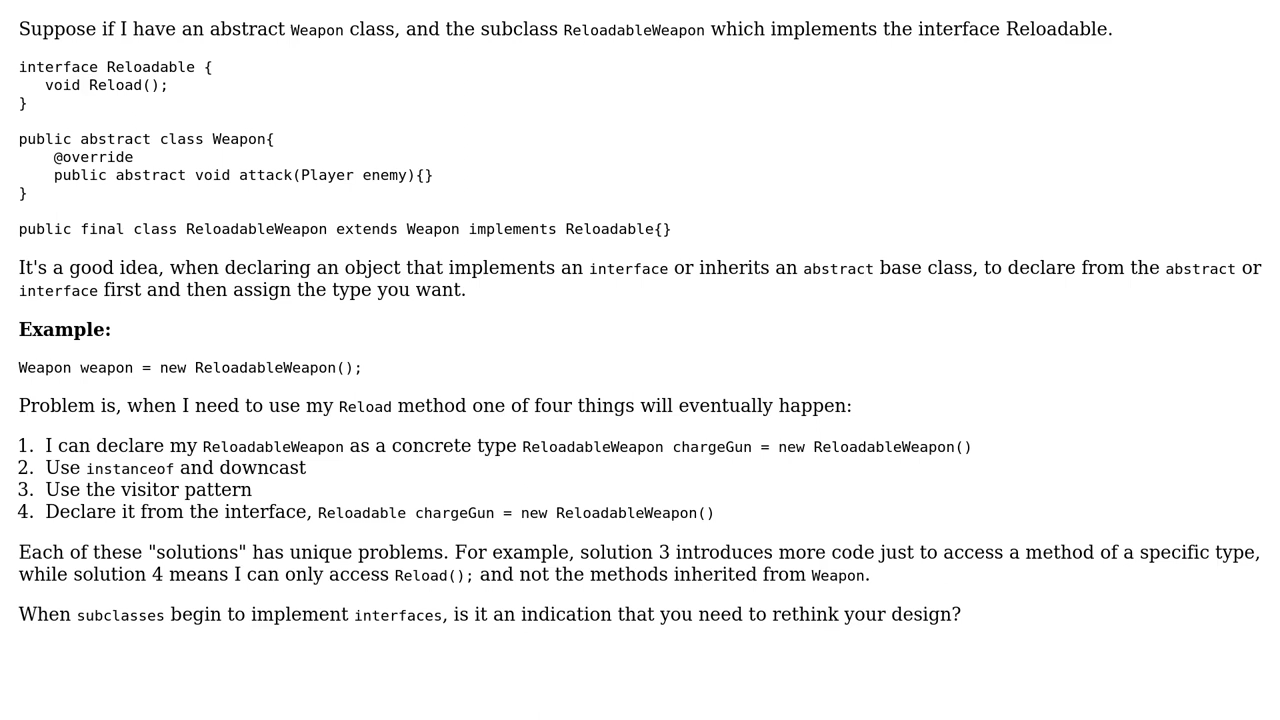 Suppose if I have an abstract Weapon class, and the subclass ReloadableWeapon which implements the interface Reloadable.
interface Reloadable {
   void Reload();
}
public abstract class Weapon{
    @override
    public abstract void attack(Player enemy){}
}
public final class ReloadableWeapon extends Weapon implements Reloadable{}
It's a good idea, when declaring an object that implements an interface or inherits an abstract base class, to declare from the abstract or
interface first and then assign the type you want.
Example:
Weapon weapon = new ReloadableWeapon();
Problem is, when I need to use my Reload method one of four things will eventually happen:
1. I can declare my ReloadableWeapon as a concrete type ReloadableWeapon chargeGun = new ReloadableWeapon()
2. Use instanceof and downcast
3. Use the visitor pattern
4. Declare it from the interface, Reloadable chargeGun = new ReloadableWeapon()
Each of these "solutions" has unique problems. For example, solution 3 introduces more code just to access a method of a specific type,
while solution 4 means I can only access Reload(); and not the methods inherited from Weapon.
When subclasses begin to implement interfaces, is it an indication that you need to rethink your design?